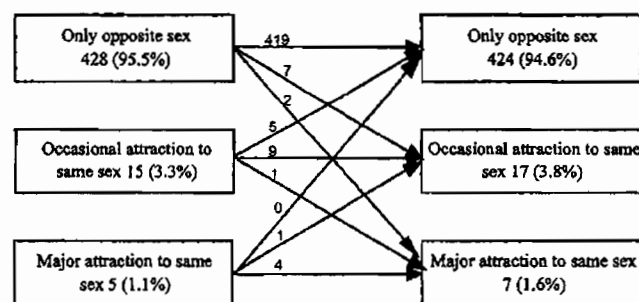 Only opposite sex
428 (95.5%)
419
Only opposite sex
424 (94.6%)
7
2
5
Occasional attraction to
same sex 15 (3.3%)
9
Occasional attraction to same
sex 17 (3.8%)
1
0
1
Major attraction to same
sex 5 (1.1%)
4
Major attraction to same sex
7 (1.6%)